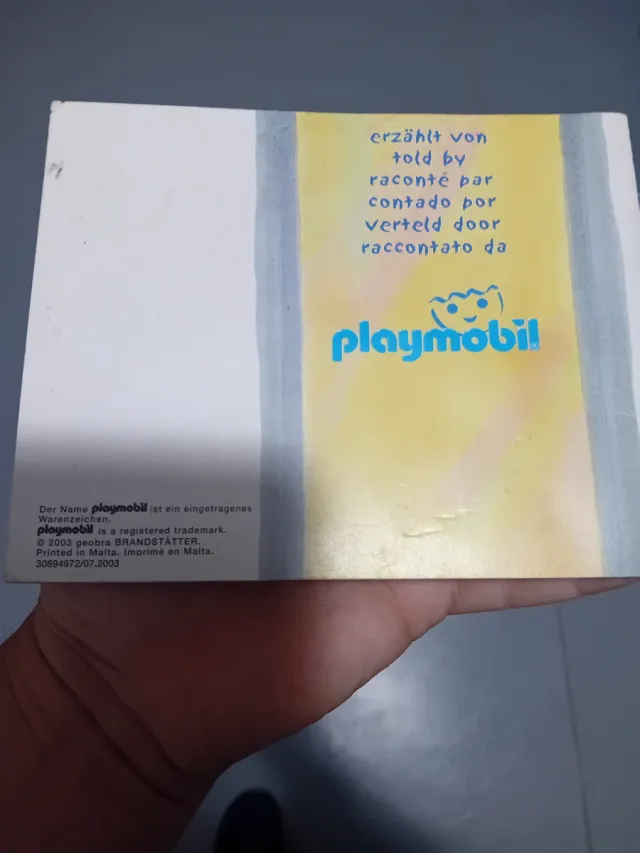 erzählt von
told by
raconté par
contado por
verteld door
raccontato da
playmobil®
Der Name playmobil ist ein eingetragenes
Warenzeichen.
playmobil is a registered trademark.
© 2003 geobra BRANDSTÄTTER.
Printed in Malta. Imprimé en Malta.
30894972/07.2003